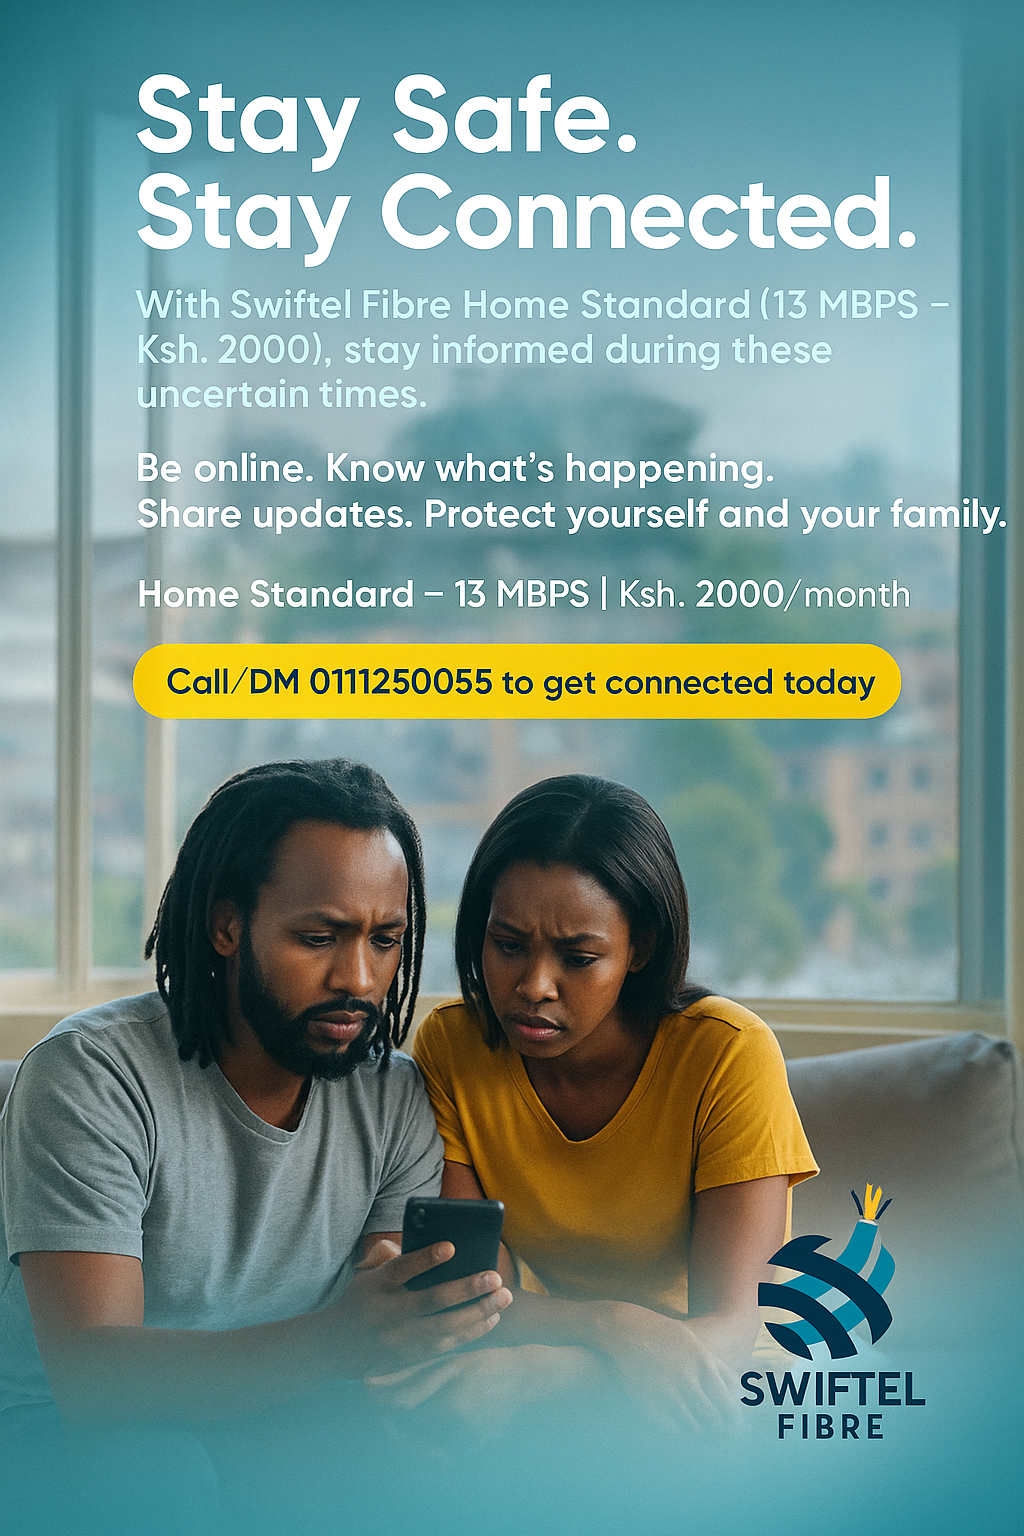 Stay Safe.
Stay Connected.
With Swiftel Fibre Home Standard (13 MBPS –
Ksh. 2000), stay informed during these
uncertain times.
Be online. Know what's happening.
Share updates. Protect yourself and your family.
Home Standard – 13 MBPS | Ksh. 2000/month
Call/DM 0111250055 to get connected today
SWIFTEL
FIBRE